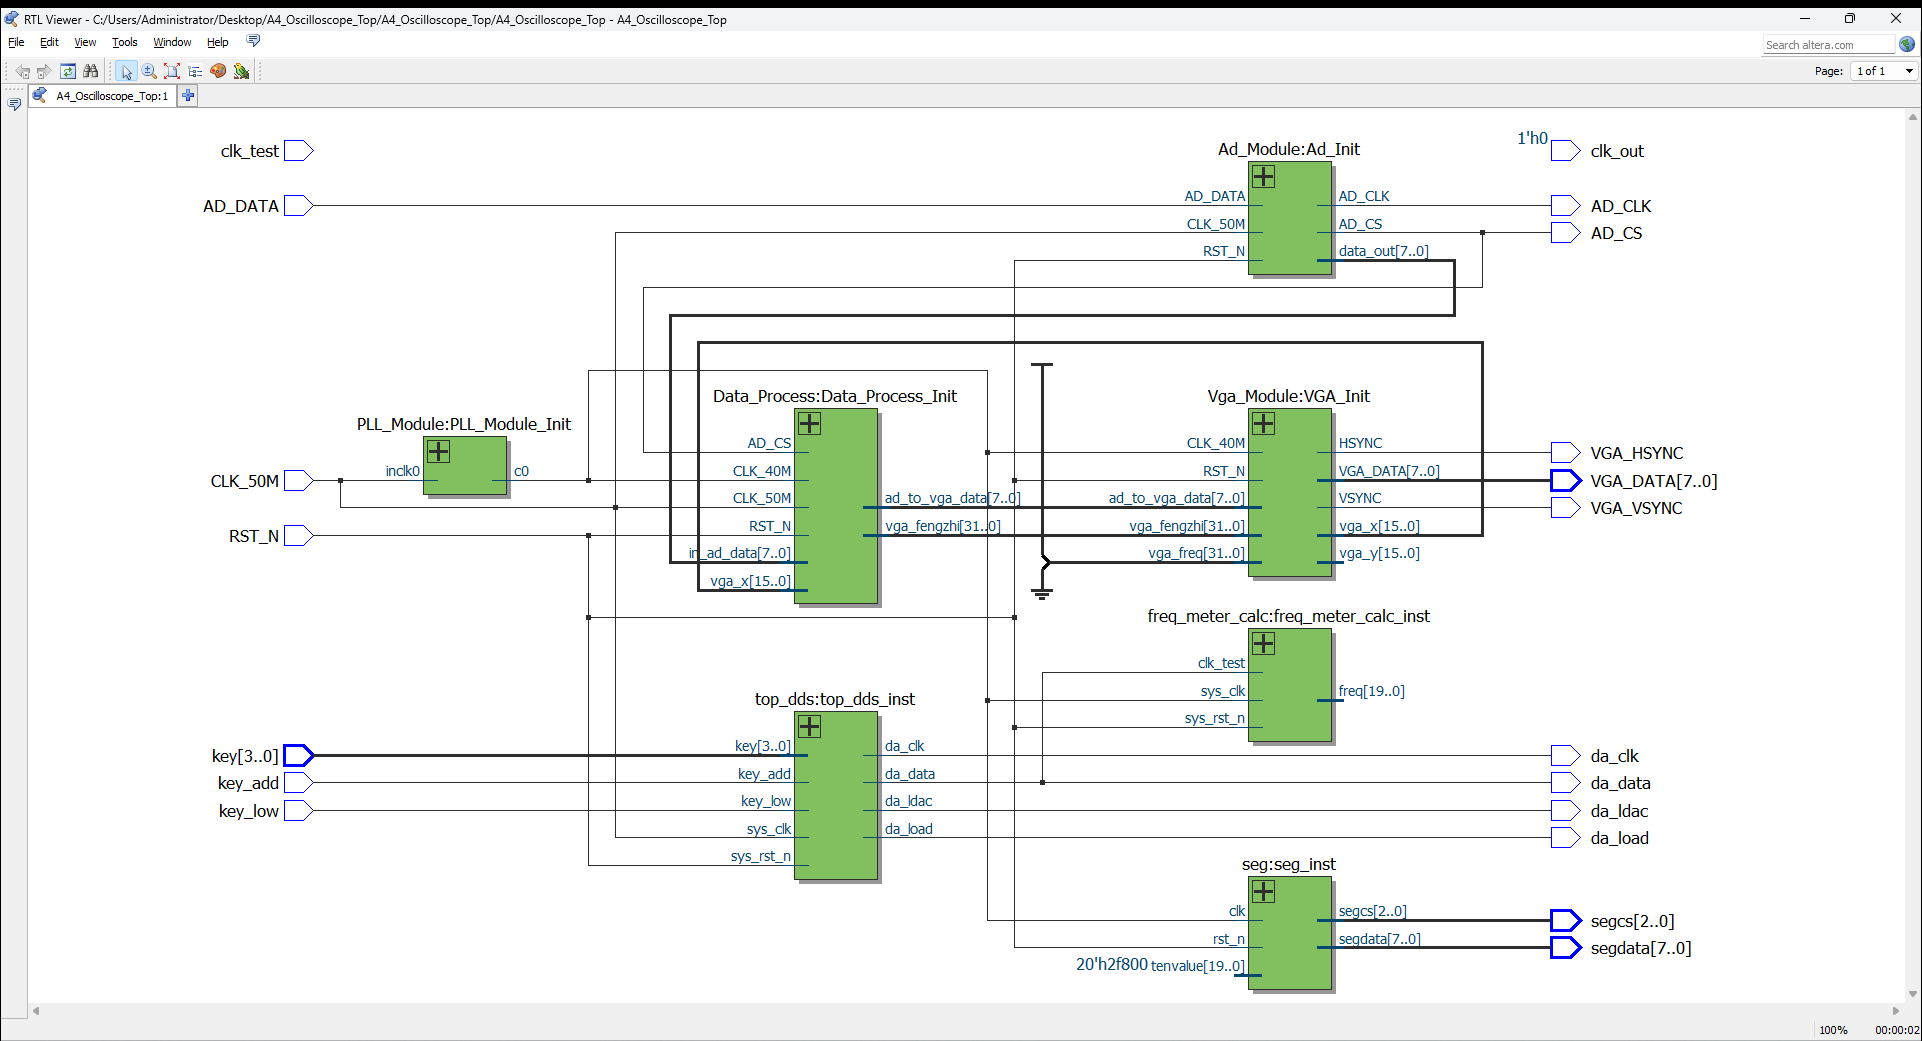 RTL Viewer - C:/Users/Administrator/Desktop/A4_Oscilloscope_Top/A4_Oscilloscope_Top/A4_Oscilloscope_Top - A4_Oscilloscope_Top
File Edit View Tools Window Help
Search altera.com
Page: 1 of 1
A4_Oscilloscope_Top:1
clk_test
1'h0
clk_out
Ad_Module:Ad_Init
AD_DATA
AD_DATA
AD_CLK
AD_CLK
CLK_50M
AD_CS
AD_CS
RST_N
data_out[7..0]
Data_Process:Data_Process_Init
Vga_Module:VGA_Init
PLL_Module:PLL_Module_Init
AD_CS
CLK_40M
HSYNC
VGA_HSYNC
CLK_50M
inclk0
c0
CLK_40M
RST_N
VGA_DATA[7..0]
VGA_DATA[7..0]
CLK_50M
ad_to_vga_data[7..0]
ad_to_vga_data[7..0]
VSYNC
VGA_VSYNC
RST_N
RST_N
vga_fengzhi[31..0]
vga_fengzhi[31..0]
vga_x[15..0]
in_ad_data[7..0]
vga_freq[31..0]
vga_y[15..0]
vga_x[15..0]
freq_meter_calc:freq_meter_calc_inst
clk_test
sys_clk
freq[19..0]
sys_rst_n
top_dds:top_dds_inst
key[3..0]
key[3..0]
da_clk
da_clk
key_add
key_add
da_data
da_data
key_low
key_low
da_ldac
da_ldac
sys_clk
da_load
da_load
sys_rst_n
seg:seg_inst
clk
segcs[2..0]
segcs[2..0]
rst_n
segdata[7..0]
segdata[7..0]
20'h2f800 tenvalue[19..0]
100% 00:00:02